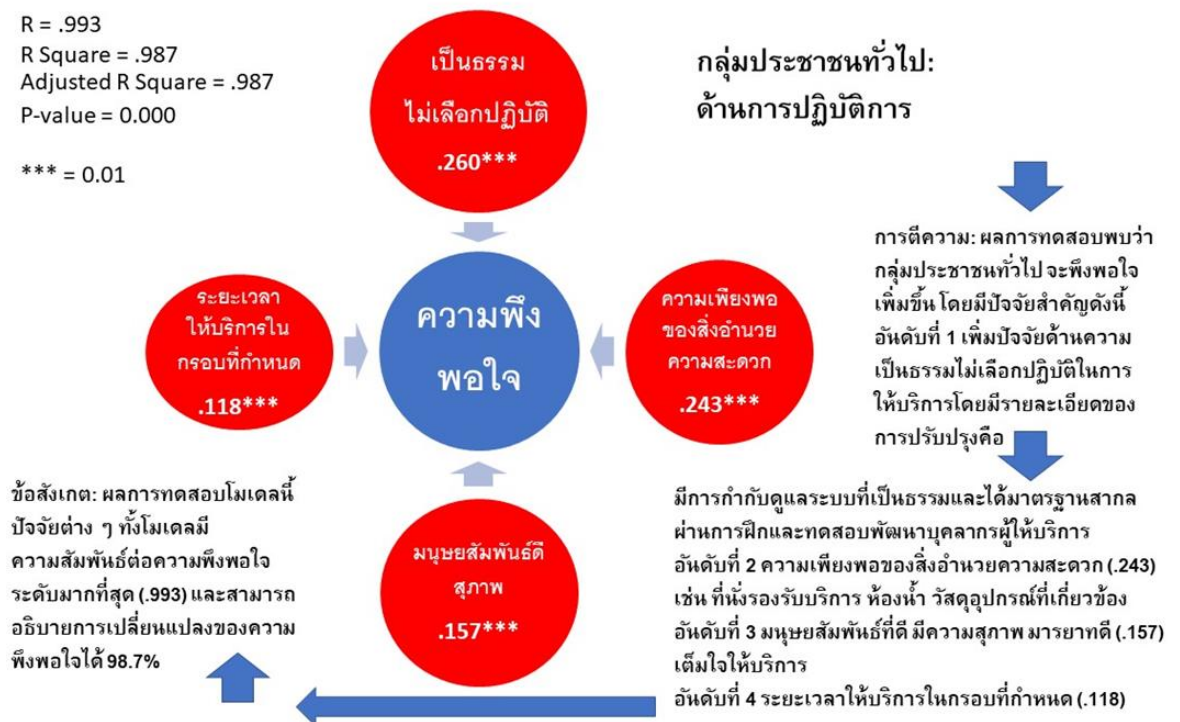 R = .993
R Square = .987
Adjusted R Square = .987
P-value = 0.000
*** = 0.01
เป็นธรรม
ไม่เลือกปฏิบัติ
.260***
กลุ่มประชาชนทั่วไป:
ด้านการปฏิบัติการ
ระยะเวลา
ให้บริการใน
กรอบที่กำหนด
.118***
ความพึง
พอใจ
ความเพียงพอ
ของสิ่งอำนวย
ความสะดวก
.243***
มนุษยสัมพันธ์ดี
สุภาพ
.157***
การตีความ: ผลการทดสอบพบว่า
กลุ่มประชาชนทั่วไป จะพึงพอใจ
เพิ่มขึ้น โดยมีปัจจัยสำคัญดังนี้
อันดับที่ 1 เพิ่มปัจจัยด้านความ
เป็นธรรมไม่เลือกปฏิบัติในการ
ให้บริการโดยมีรายละเอียดของ
การปรับปรุงคือ
มีการกำกับดูแลระบบที่เป็นธรรมและได้มาตรฐานสากล
ผ่านการฝึกและทดสอบพัฒนาบุคลากรผู้ให้บริการ
อันดับที่ 2 ความเพียงพอของสิ่งอำนวยความสะดวก (.243)
เช่น ที่นั่งรองรับบริการ ห้องน้ำ วัสดุอุปกรณ์ที่เกี่ยวข้อง
อันดับที่ 3 มนุษยสัมพันธ์ที่ดี มีความสุภาพ มารยาทดี (.157)
เต็มใจให้บริการ
อันดับที่ 4 ระยะเวลาให้บริการในกรอบที่กำหนด (.118)
ข้อสังเกต: ผลการทดสอบโมเดลนี้
ปัจจัยต่าง ๆ ทั้งโมเดลมี
ความสัมพันธ์ต่อความพึงพอใจ
ระดับมากที่สุด (.993) และสามารถ
อธิบายการเปลี่ยนแปลงของความ
พึงพอใจได้ 98.7%